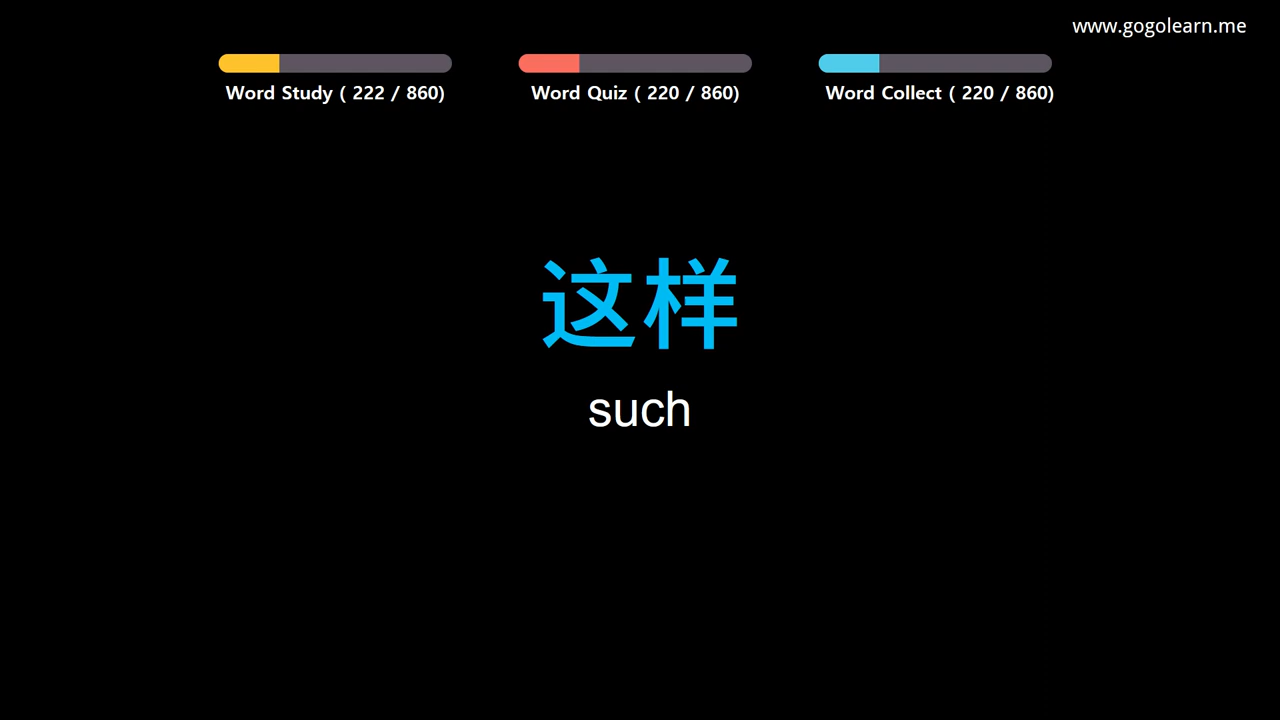 www.gogolearn.me
Word Study ( 222 / 860)
Word Quiz ( 220 / 860)
Word Collect ( 220 / 860)
这样
such